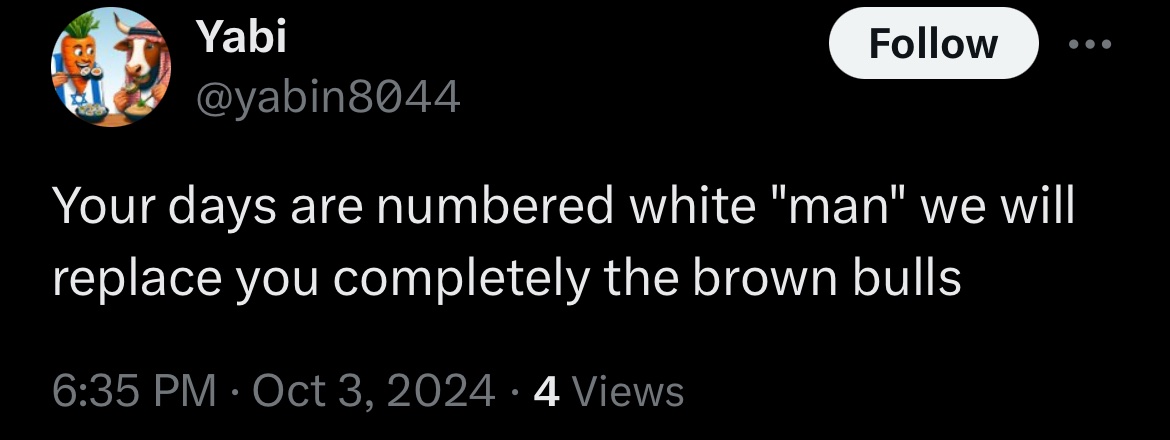 Yabi
Follow
@yabin8044
Your days are numbered white "man" we will
replace you completely the brown bulls
6:35 PM · Oct 3, 2024 · 4 Views